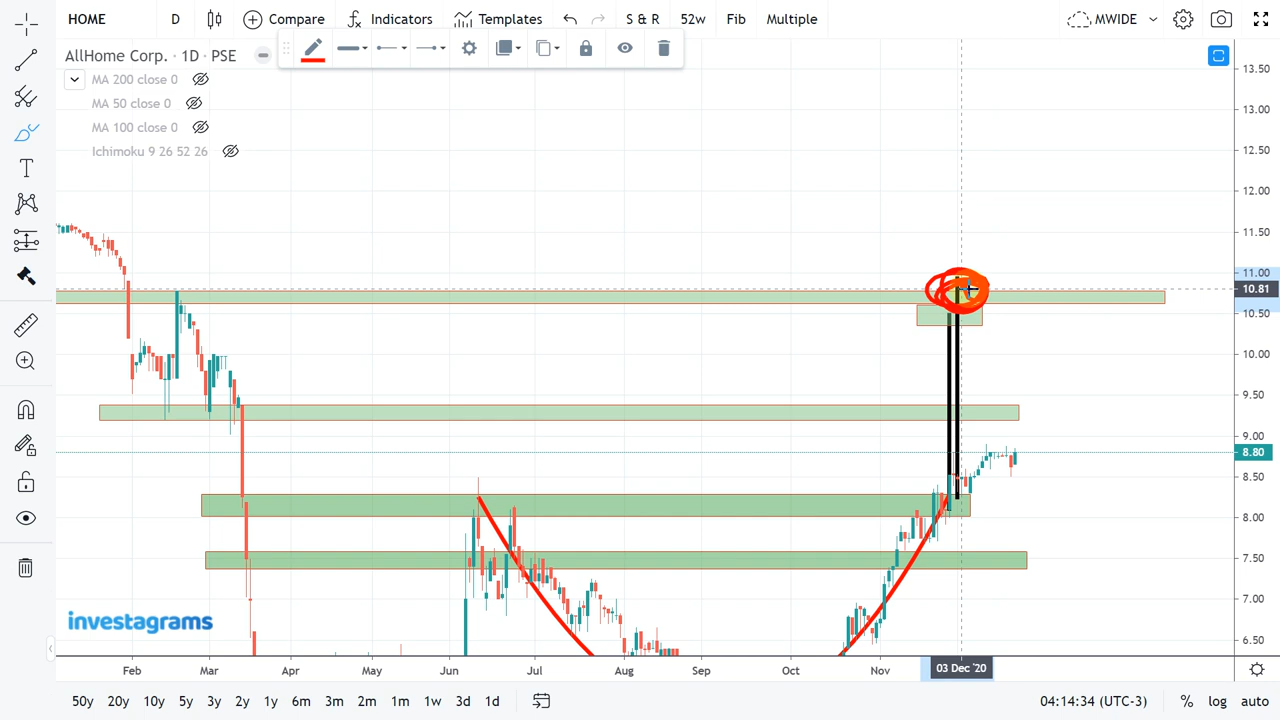 HOME D Compare Indicators Templates S & R 52w Fib Multiple MWIDE
AllHome Corp. · 1D · PSE
MA 200 close 0
MA 50 close 0
MA 100 close 0
Ichimoku 9 26 52 26
13.50
13.00
12.50
12.00
11.50
11.00
10.81
10.50
10.00
9.50
9.00
8.80
8.50
8.00
7.50
7.00
6.50
investagrams
Feb Mar Apr May Jun Jul Aug Sep Oct Nov 03 Dec '20
50y 20y 10y 5y 3y 2y 1y 6m 3m 2m 1m 1w 3d 1d 04:14:34 (UTC-3) % log auto